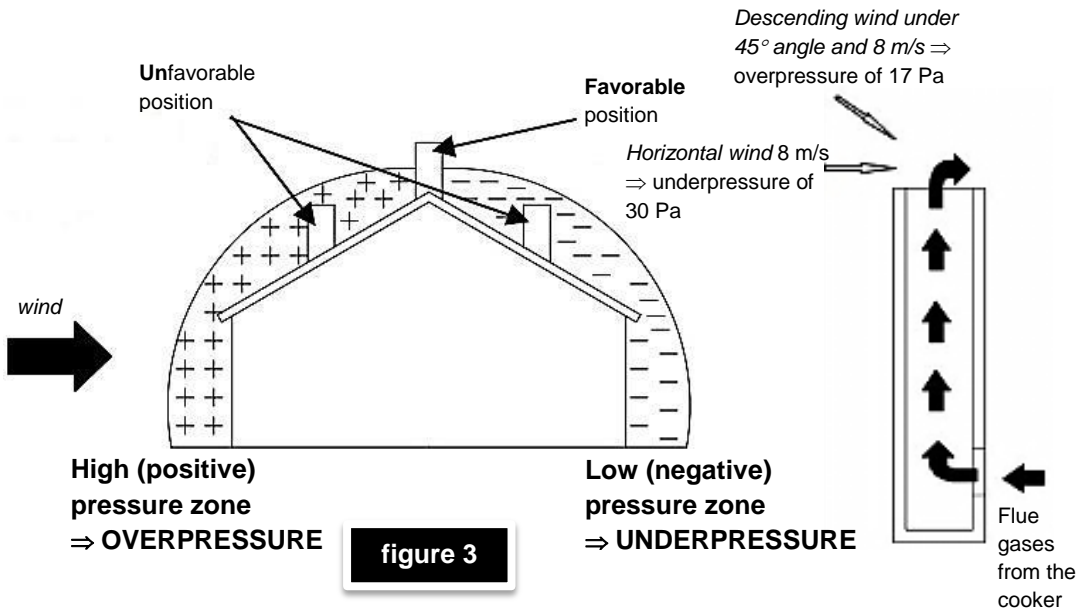 Descending wind under
45° angle and 8 m/s ⇒
overpressure of 17 Pa
Unfavorable
position
Favorable
position
Horizontal wind 8 m/s
⇒ underpressure of
30 Pa
wind
High (positive)
pressure zone
⇒ OVERPRESSURE
Low (negative)
pressure zone
⇒ UNDERPRESSURE
figure 3
Flue
gases
from the
cooker